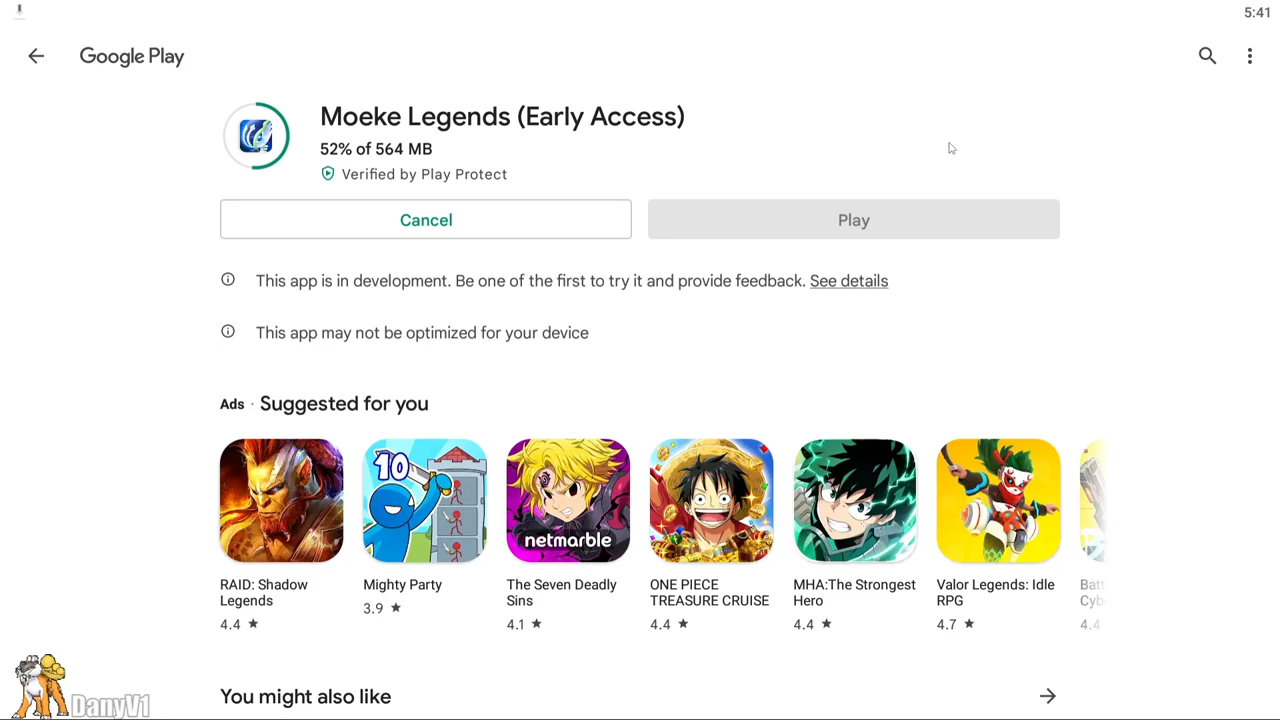 5:41
Google Play
Moeke Legends (Early Access)
52% of 564 MB
Verified by Play Protect
Cancel
Play
This app is in development. Be one of the first to try it and provide feedback. See details
This app may not be optimized for your device
Ads · Suggested for you
10
netmarble
RAID: Shadow
Legends
4.4 ★
Mighty Party
3.9 ★
The Seven Deadly
Sins
4.1 ★
ONE PIECE
TREASURE CRUISE
4.4 ★
MHA:The Strongest
Hero
4.4 ★
Valor Legends: Idle
RPG
4.7 ★
Batt
Cyb
4.4
You might also like
DanyV1